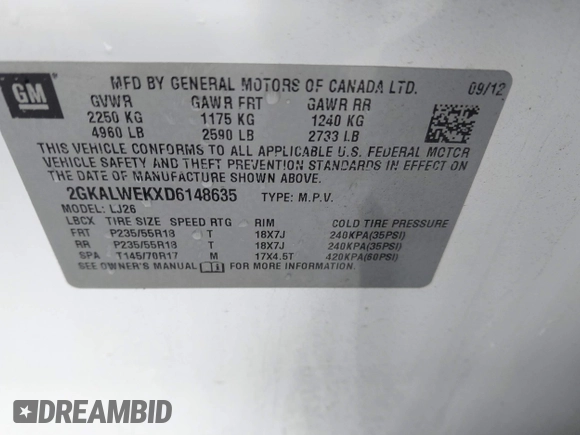 GM
MFD BY GENERAL MOTORS OF CANADA LTD. 09/12
GVWR GAWR FRT GAWR RR
2250 KG 1175 KG 1240 KG
4960 LB 2590 LB 2733 LB
THIS VEHICLE CONFORMS TO ALL APPLICABLE U.S. FEDERAL MOTOR
VEHICLE SAFETY AND THEFT PREVENTION STANDARDS IN EFFECT ON
THE DATE OF MANUFACTURE SHOWN ABOVE.
2GKALWEKXD6148635 TYPE: M.P.V.
MODEL: LJ26
LBCX TIRE SIZE SPEED RTG RIM COLD TIRE PRESSURE
FRT P235/55R18 T 18X7J 240KPA(35PSI)
RR P235/55R18 T 18X7J 240KPA(35PSI)
SPA T145/70R17 M 17X4.5T 420KPA(60PSI)
SEE OWNER'S MANUAL FOR MORE INFORMATION
DREAMBID